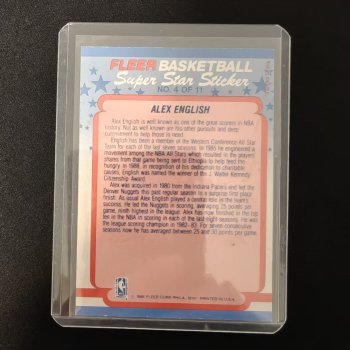 FLEER BASKETBALL
Super Star Sticker
NO. 4 OF 11
ALEX ENGLISH
Alex English is well known as one of the great scorers in NBA
history. Not as well known are his other pursuits and deep
commitment to help those in need.
English has been a member of the Western Conference All Star
Team for each of the last seven seasons. In 1985 he engineered a
movement among the NBA All Stars which resulted in the players'
shares from that game being sent to Ethiopia to help feed the
hungry. In 1988, in recognition of his dedication to charitable
causes, English was named the winner of the J. Walter Kennedy
Citizenship Award.
Alex was acquired in 1980 from the Indiana Pacers and led the
Denver Nuggets this past regular season to a surprise first place
finish. As usual Alex English played a central role in the team's
success. He led the Nuggets in scoring, averaging 25 points per
game, ninth highest in the league. Alex has now finished in the top
ten in the NBA in scoring in each of the last eight seasons. He was
the league scoring champion in 1982-83. For seven consecutive
seasons now he has averaged between 25 and 30 points per game.
NBA
FLEER CORP. PHILA., PRINTED IN U.S.A.